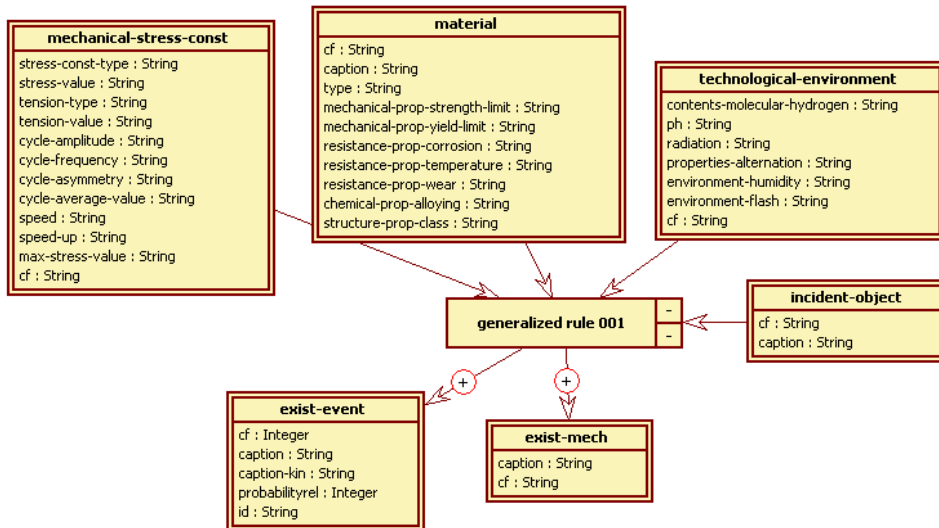 mechanical-stress-const
stress-const-type : String
stress-value : String
tension-type : String
tension-value : String
cycle-amplitude : String
cycle-frequency : String
cycle-asymmetry : String
cycle-average-value : String
speed : String
speed-up : String
max-stress-value : String
cf : String
material
cf : String
caption : String
type : String
mechanical-prop-strength-limit : String
mechanical-prop-yield-limit : String
resistance-prop-corrosion : String
resistance-prop-temperature : String
resistance-prop-wear : String
chemical-prop-alloying : String
structure-prop-class : String
technological-environment
contents-molecular-hydrogen : String
ph : String
radiation : String
properties-alternation : String
environment-humidity : String
environment-flash : String
cf : String
generalized rule 001
-
-
incident-object
cf : String
caption : String
+
+
exist-event
cf : Integer
caption : String
caption-kin : String
probabilityrel : Integer
id : String
exist-mech
caption : String
cf : String